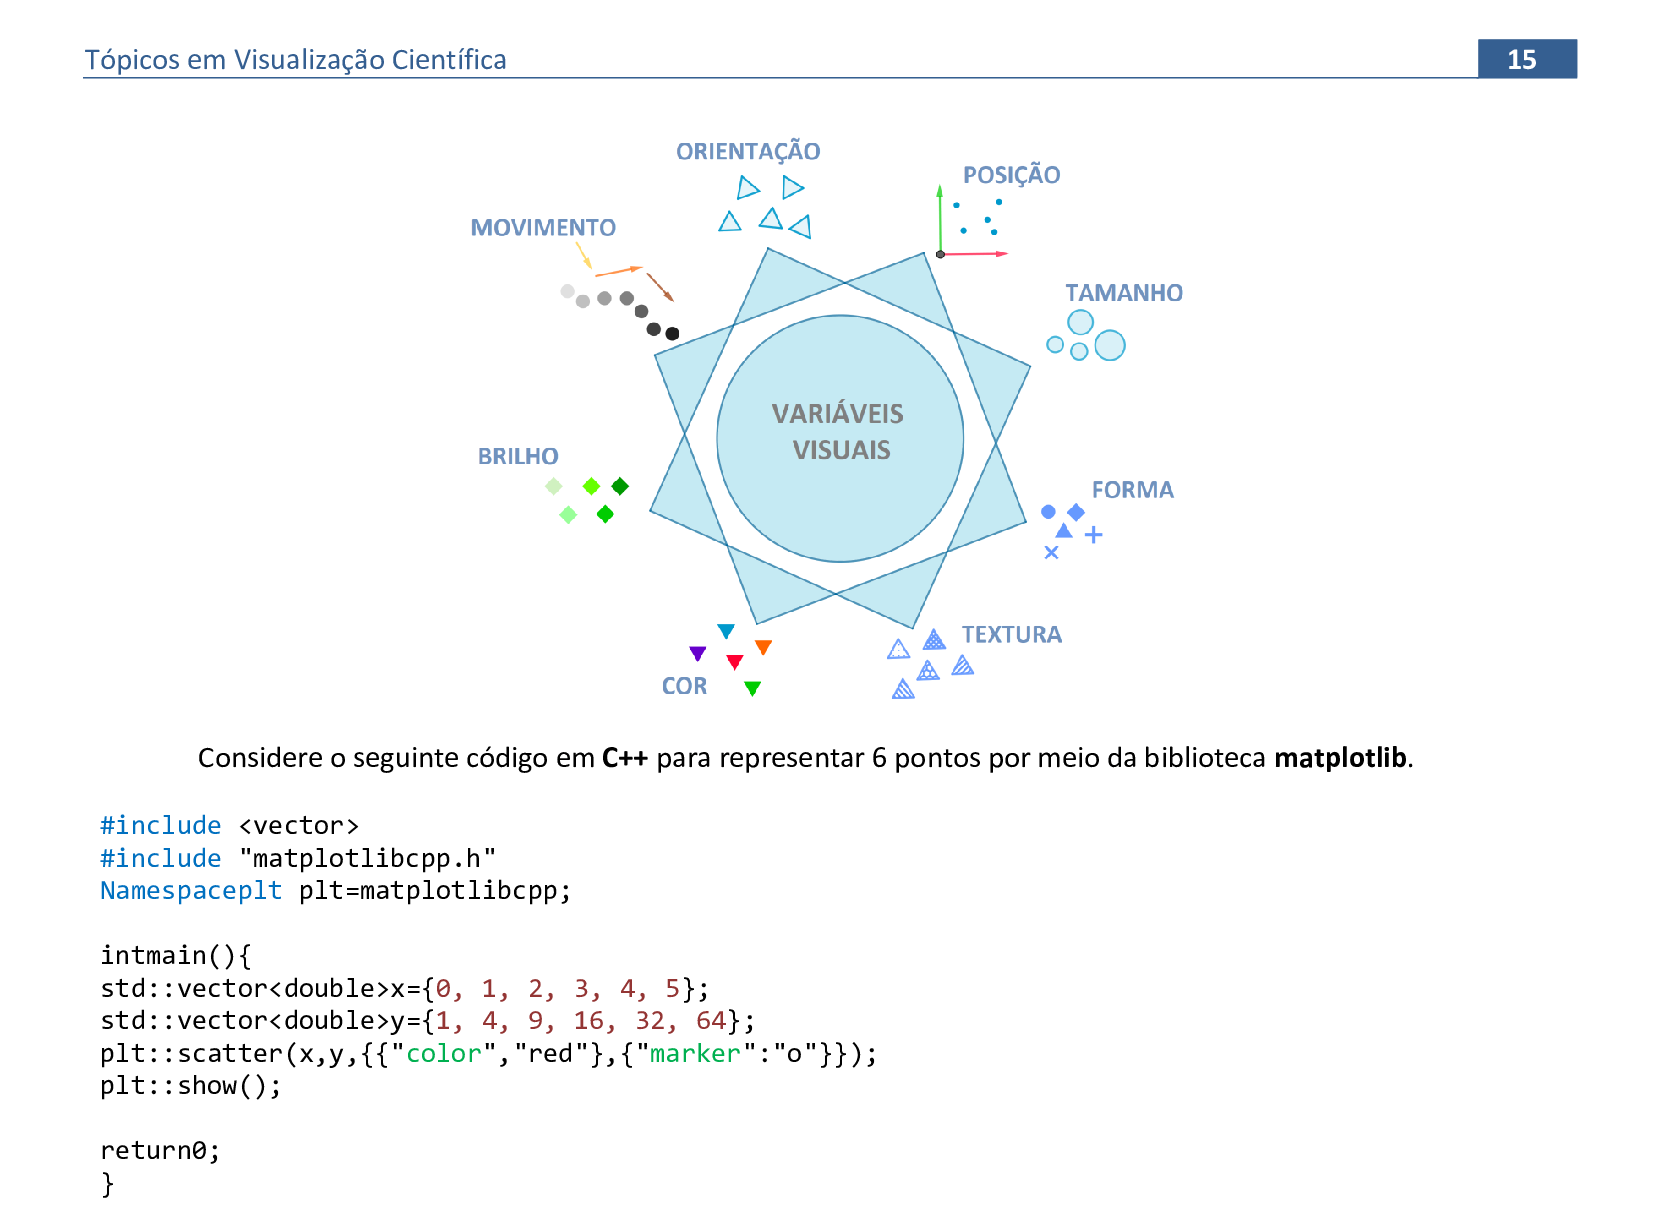 Tópicos em Visualização Científica
15
ORIENTAÇÃO
POSIÇÃO
MOVIMENTO
TAMANHO
VARIÁVEIS
VISUAIS
BRILHO
FORMA
TEXTURA
COR
Considere o seguinte código em C++ para representar 6 pontos por meio da biblioteca matplotlib.
#include <vector>
#include "matplotlibcpp.h"
Namespaceplt plt=matplotlibcpp;
intmain(){
std::vector<double>x={0, 1, 2, 3, 4, 5};
std::vector<double>y={1, 4, 9, 16, 32, 64};
plt::scatter(x,y,{{"color","red"},{"marker":"o"}});
plt::show();
return0;
}